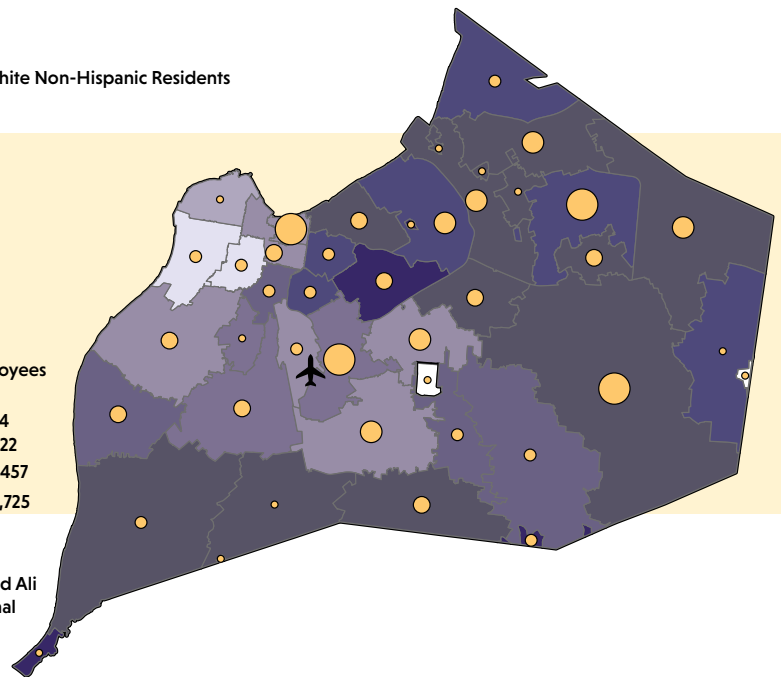 hite Non-Hispanic Residents
oyees
4
22
457
,725
d Ali
nal